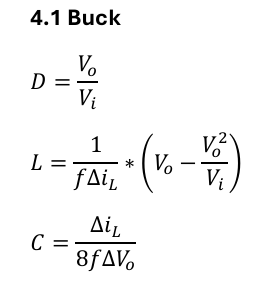 4.1 Buck
D = V_o / V_i
L = 1 / (fΔi_L) * (V_o − V_o^2 / V_i)
C = Δi_L / (8fΔV_o)